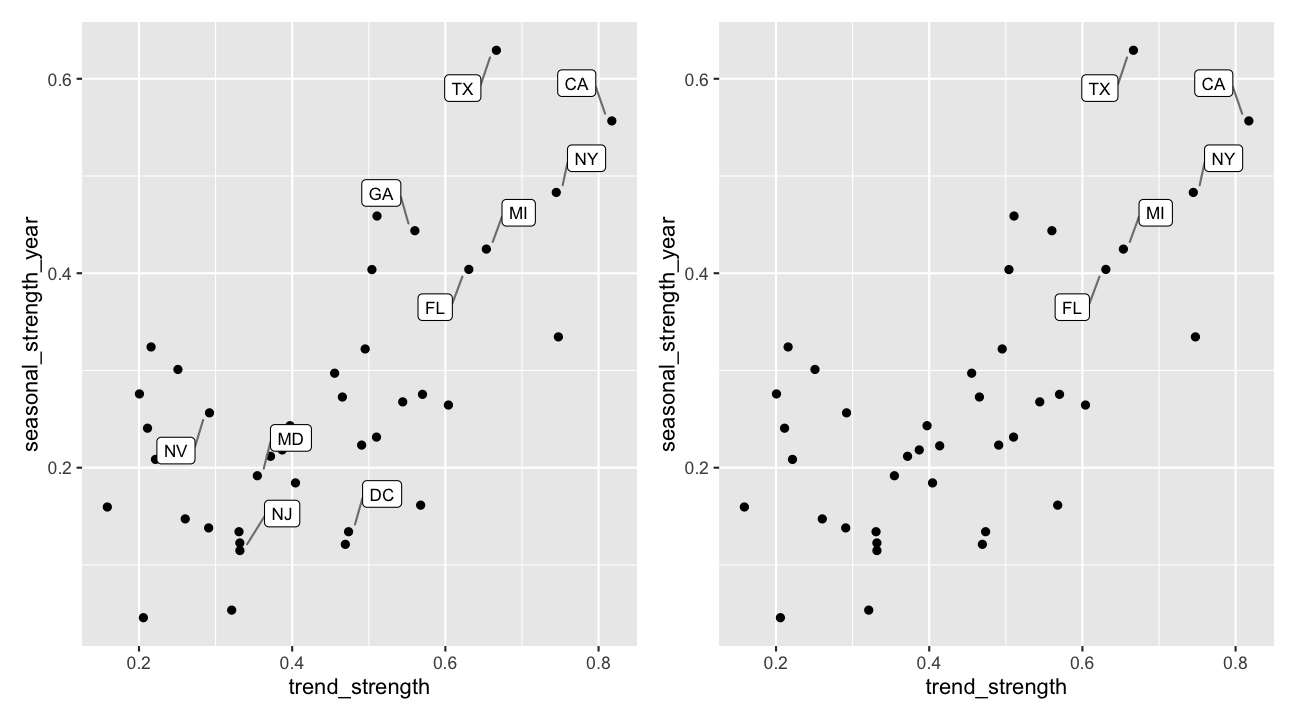 TX
CA
NY
GA
MI
FL
NV
MD
DC
NJ
0.6
0.4
0.2
0.2
0.4
0.6
0.8
trend_strength
seasonal_strength_year
TX
CA
NY
MI
FL
0.6
0.4
0.2
0.2
0.4
0.6
0.8
trend_strength
seasonal_strength_year